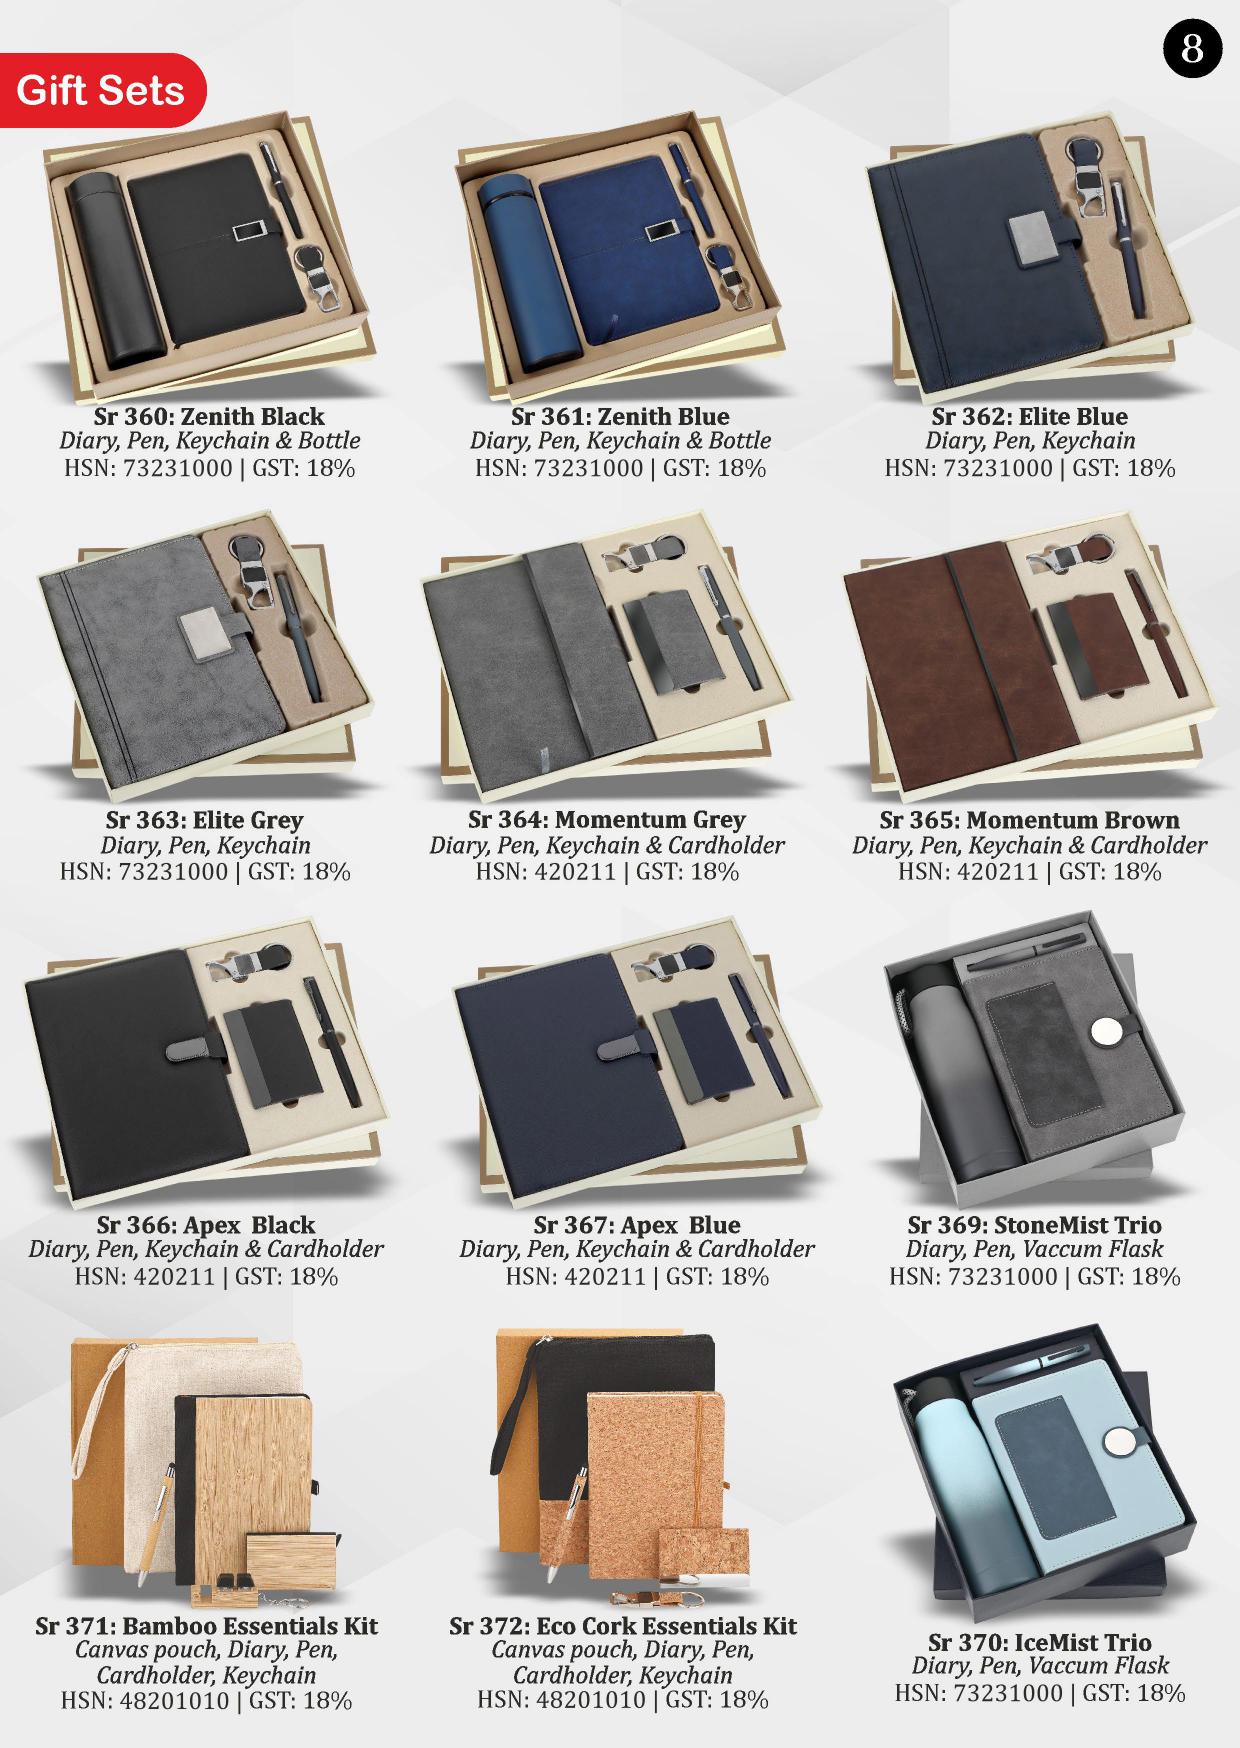 8
Gift Sets
Sr 360: Zenith Black
Diary, Pen, Keychain & Bottle
HSN: 73231000 | GST: 18%
Sr 361: Zenith Blue
Diary, Pen, Keychain & Bottle
HSN: 73231000 | GST: 18%
Sr 362: Elite Blue
Diary, Pen, Keychain
HSN: 73231000 | GST: 18%
Sr 363: Elite Grey
Diary, Pen, Keychain
HSN: 73231000 | GST: 18%
Sr 364: Momentum Grey
Diary, Pen, Keychain & Cardholder
HSN: 420211 | GST: 18%
Sr 365: Momentum Brown
Diary, Pen, Keychain & Cardholder
HSN: 420211 | GST: 18%
Sr 366: Apex  Black
Diary, Pen, Keychain & Cardholder
HSN: 420211 | GST: 18%
Sr 367: Apex  Blue
Diary, Pen, Keychain & Cardholder
HSN: 420211 | GST: 18%
Sr 369: StoneMist Trio
Diary, Pen, Vaccum Flask
HSN: 73231000 | GST: 18%
Sr 371: Bamboo Essentials Kit
Canvas pouch, Diary, Pen,
Cardholder, Keychain
HSN: 48201010 | GST: 18%
Sr 372: Eco Cork Essentials Kit
Canvas pouch, Diary, Pen,
Cardholder, Keychain
HSN: 48201010 | GST: 18%
Sr 370: IceMist Trio
Diary, Pen, Vaccum Flask
HSN: 73231000 | GST: 18%